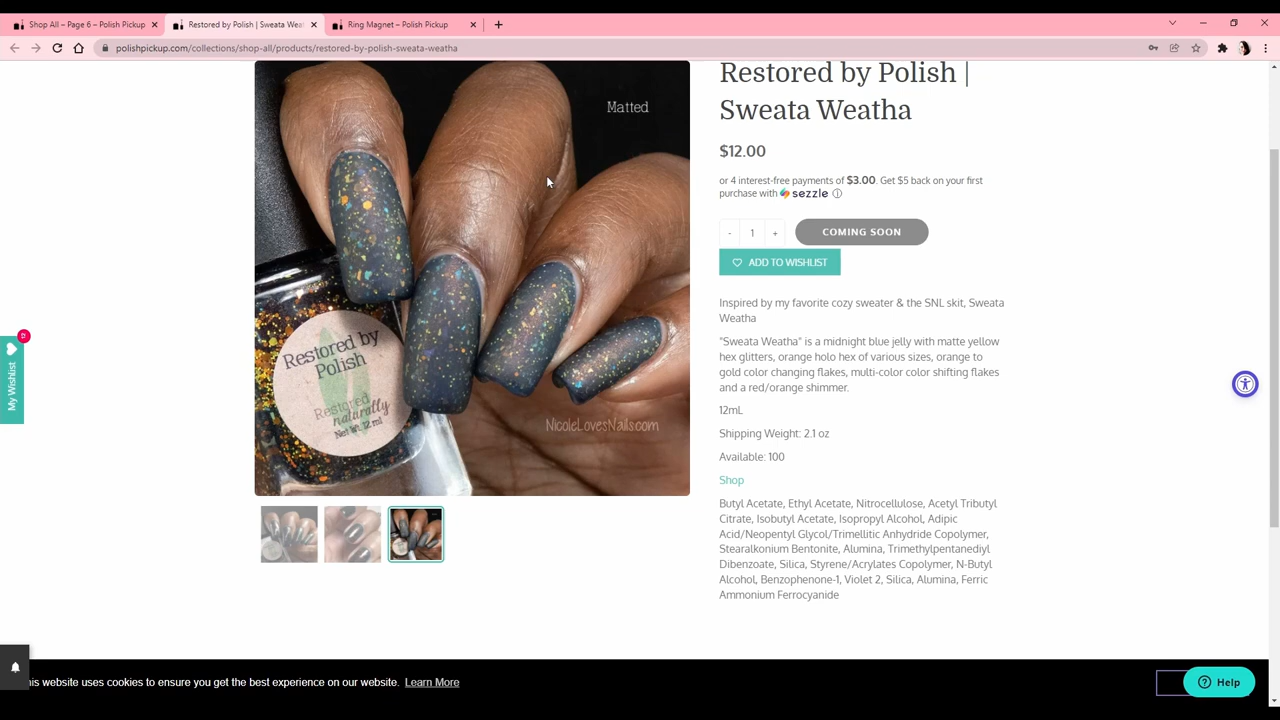 Shop All – Page 6 – Polish Pickup
Restored by Polish | Sweata Wea
Ring Magnet – Polish Pickup
polishpickup.com/collections/shop-all/products/restored-by-polish-sweata-weatha
Matted
Restored by
Polish
Restored
naturally
Net Wt. 12 ml
NicoleLovesNails.com
Restored by Polish |
Sweata Weatha
$12.00
or 4 interest-free payments of $3.00. Get $5 back on your first
purchase with sezzle
- 1 +
COMING SOON
ADD TO WISHLIST
Inspired by my favorite cozy sweater & the SNL skit, Sweata
Weatha
"Sweata Weatha" is a midnight blue jelly with matte yellow
hex glitters, orange holo hex of various sizes, orange to
gold color changing flakes, multi-color color shifting flakes
and a red/orange shimmer.
12mL
Shipping Weight: 2.1 oz
Available: 100
Shop
Butyl Acetate, Ethyl Acetate, Nitrocellulose, Acetyl Tributyl
Citrate, Isobutyl Acetate, Isopropyl Alcohol, Adipic
Acid/Neopentyl Glycol/Trimellitic Anhydride Copolymer,
Stearalkonium Bentonite, Alumina, Trimethylpentanediyl
Dibenzoate, Silica, Styrene/Acrylates Copolymer, N-Butyl
Alcohol, Benzophenone-1, Violet 2, Silica, Alumina, Ferric
Ammonium Ferrocyanide
My Wishlist
his website uses cookies to ensure you get the best experience on our website. Learn More
Help